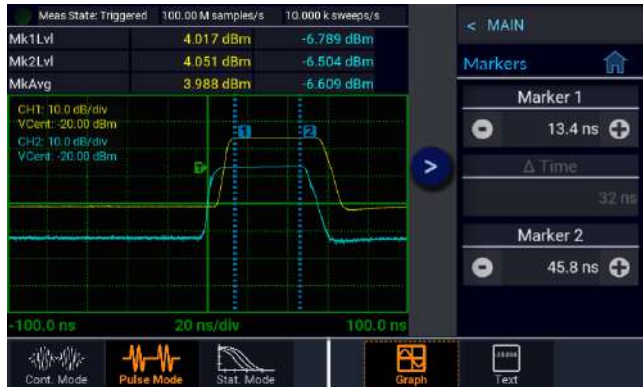 Meas State: Triggered 100.00 M samples/s 10.000 k sweeps/s
Mk1Lvl 4.017 dBm -6.789 dBm
Mk2Lvl 4.051 dBm -6.504 dBm
MkAvg 3.988 dBm -6.609 dBm
CH1: 10.0 dB/div
VCent: -20.00 dBm
CH2: 10.0 dB/div
VCent: -20.00 dBm
1 2
T
-100.0 ns 20 ns/div 100.0 ns
< MAIN
Markers
Marker 1
13.4 ns
Δ Time
32 ns
Marker 2
45.8 ns
>
Cont. Mode Pulse Mode Stat. Mode Graph Text